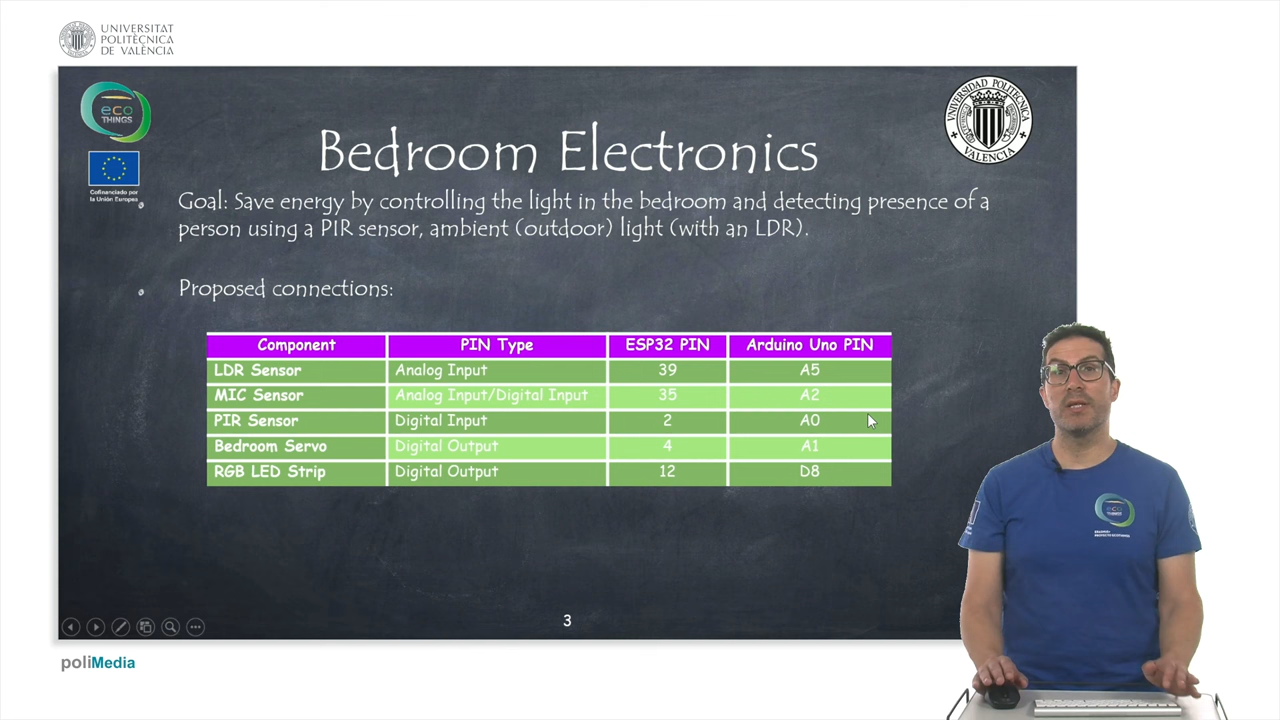 UNIVERSITAT
POLITÈCNICA
DE VALÈNCIA
eco
THINGS
Cofinanciado por
la Unión Europea
UNIVERSIDAD POLITECNICA
VALENCIA
Bedroom Electronics
Goal: Save energy by controlling the light in the bedroom and detecting presence of a
person using a PIR sensor, ambient (outdoor) light (with an LDR).
Proposed connections:
Component PIN Type ESP32 PIN Arduino Uno PIN
LDR Sensor Analog Input 39 A5
MIC Sensor Analog Input/Digital Input 35 A2
PIR Sensor Digital Input 2 A0
Bedroom Servo Digital Output 4 A1
RGB LED Strip Digital Output 12 D8
3
eco
poliMedia